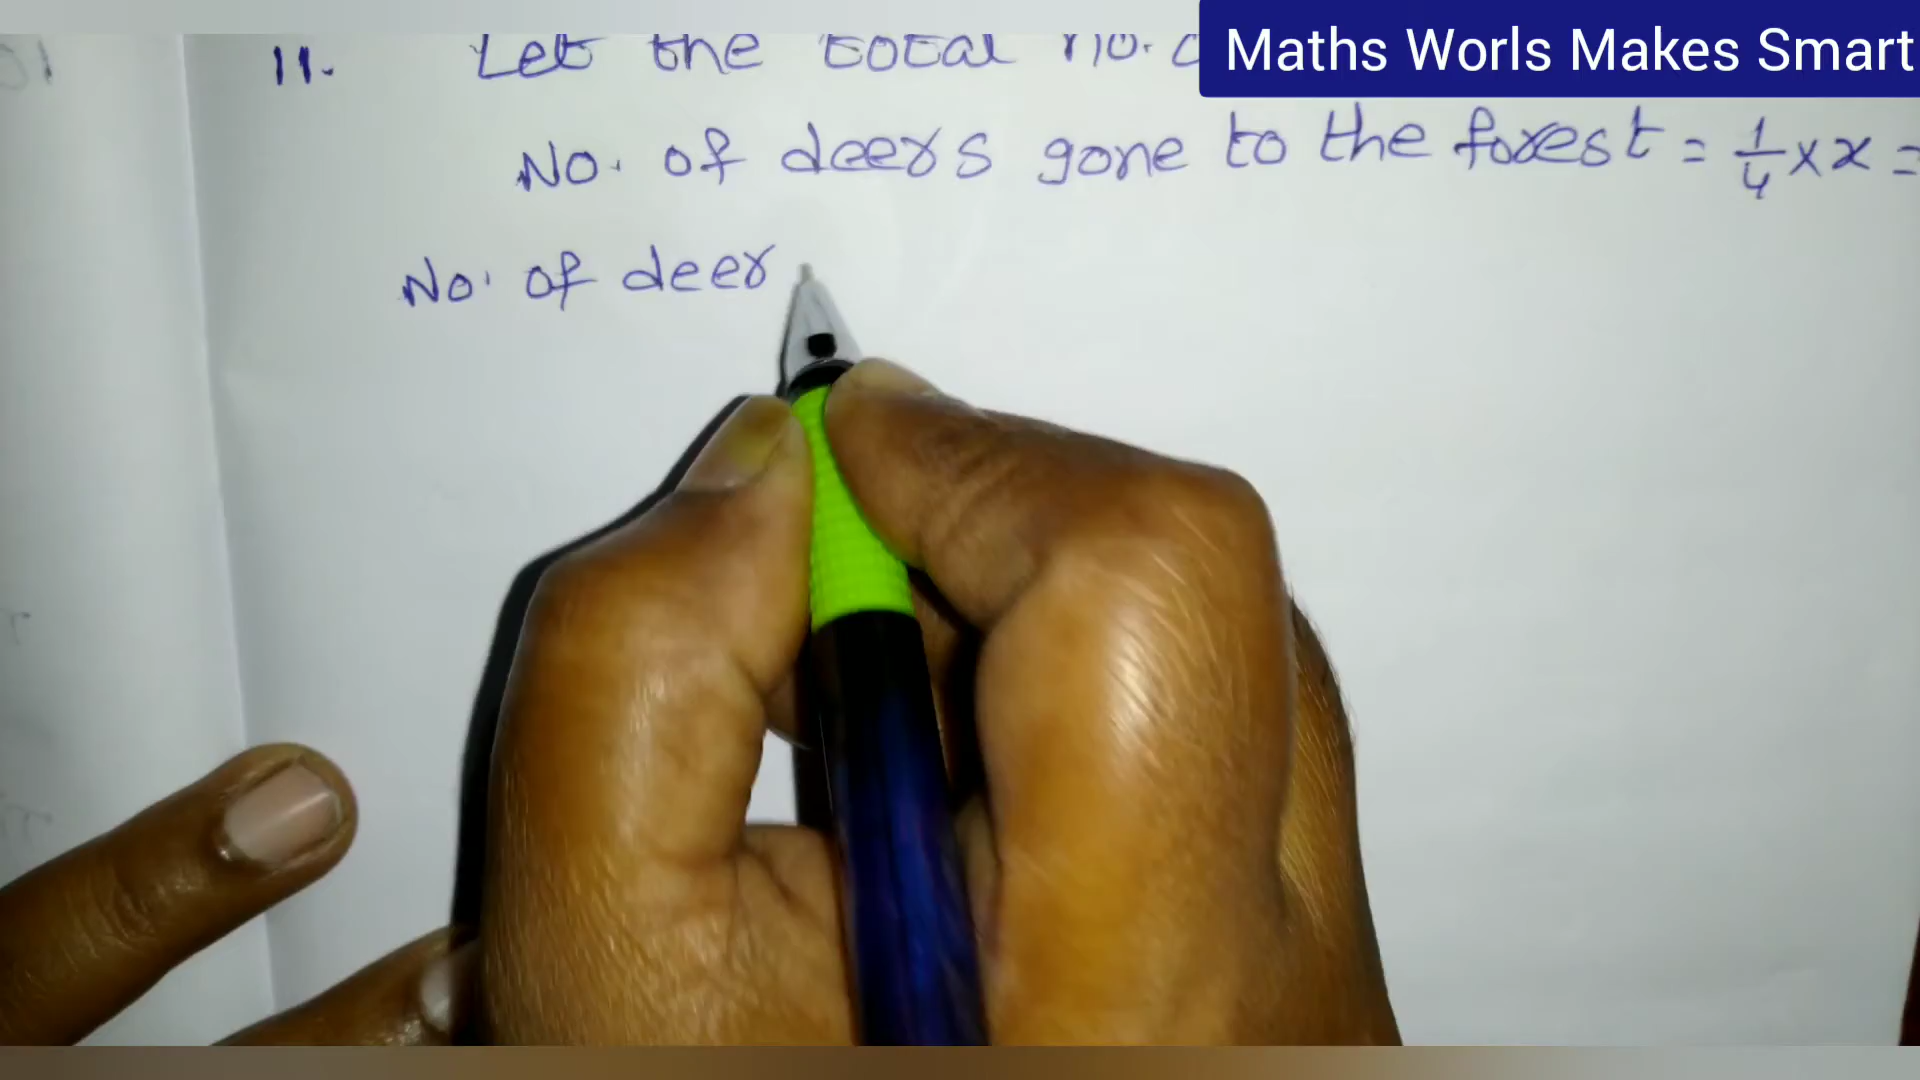 Maths Worls Makes Smart
11. Let the total no.
No. of deers gone to the forest = 1/4 × x =
No. of deer